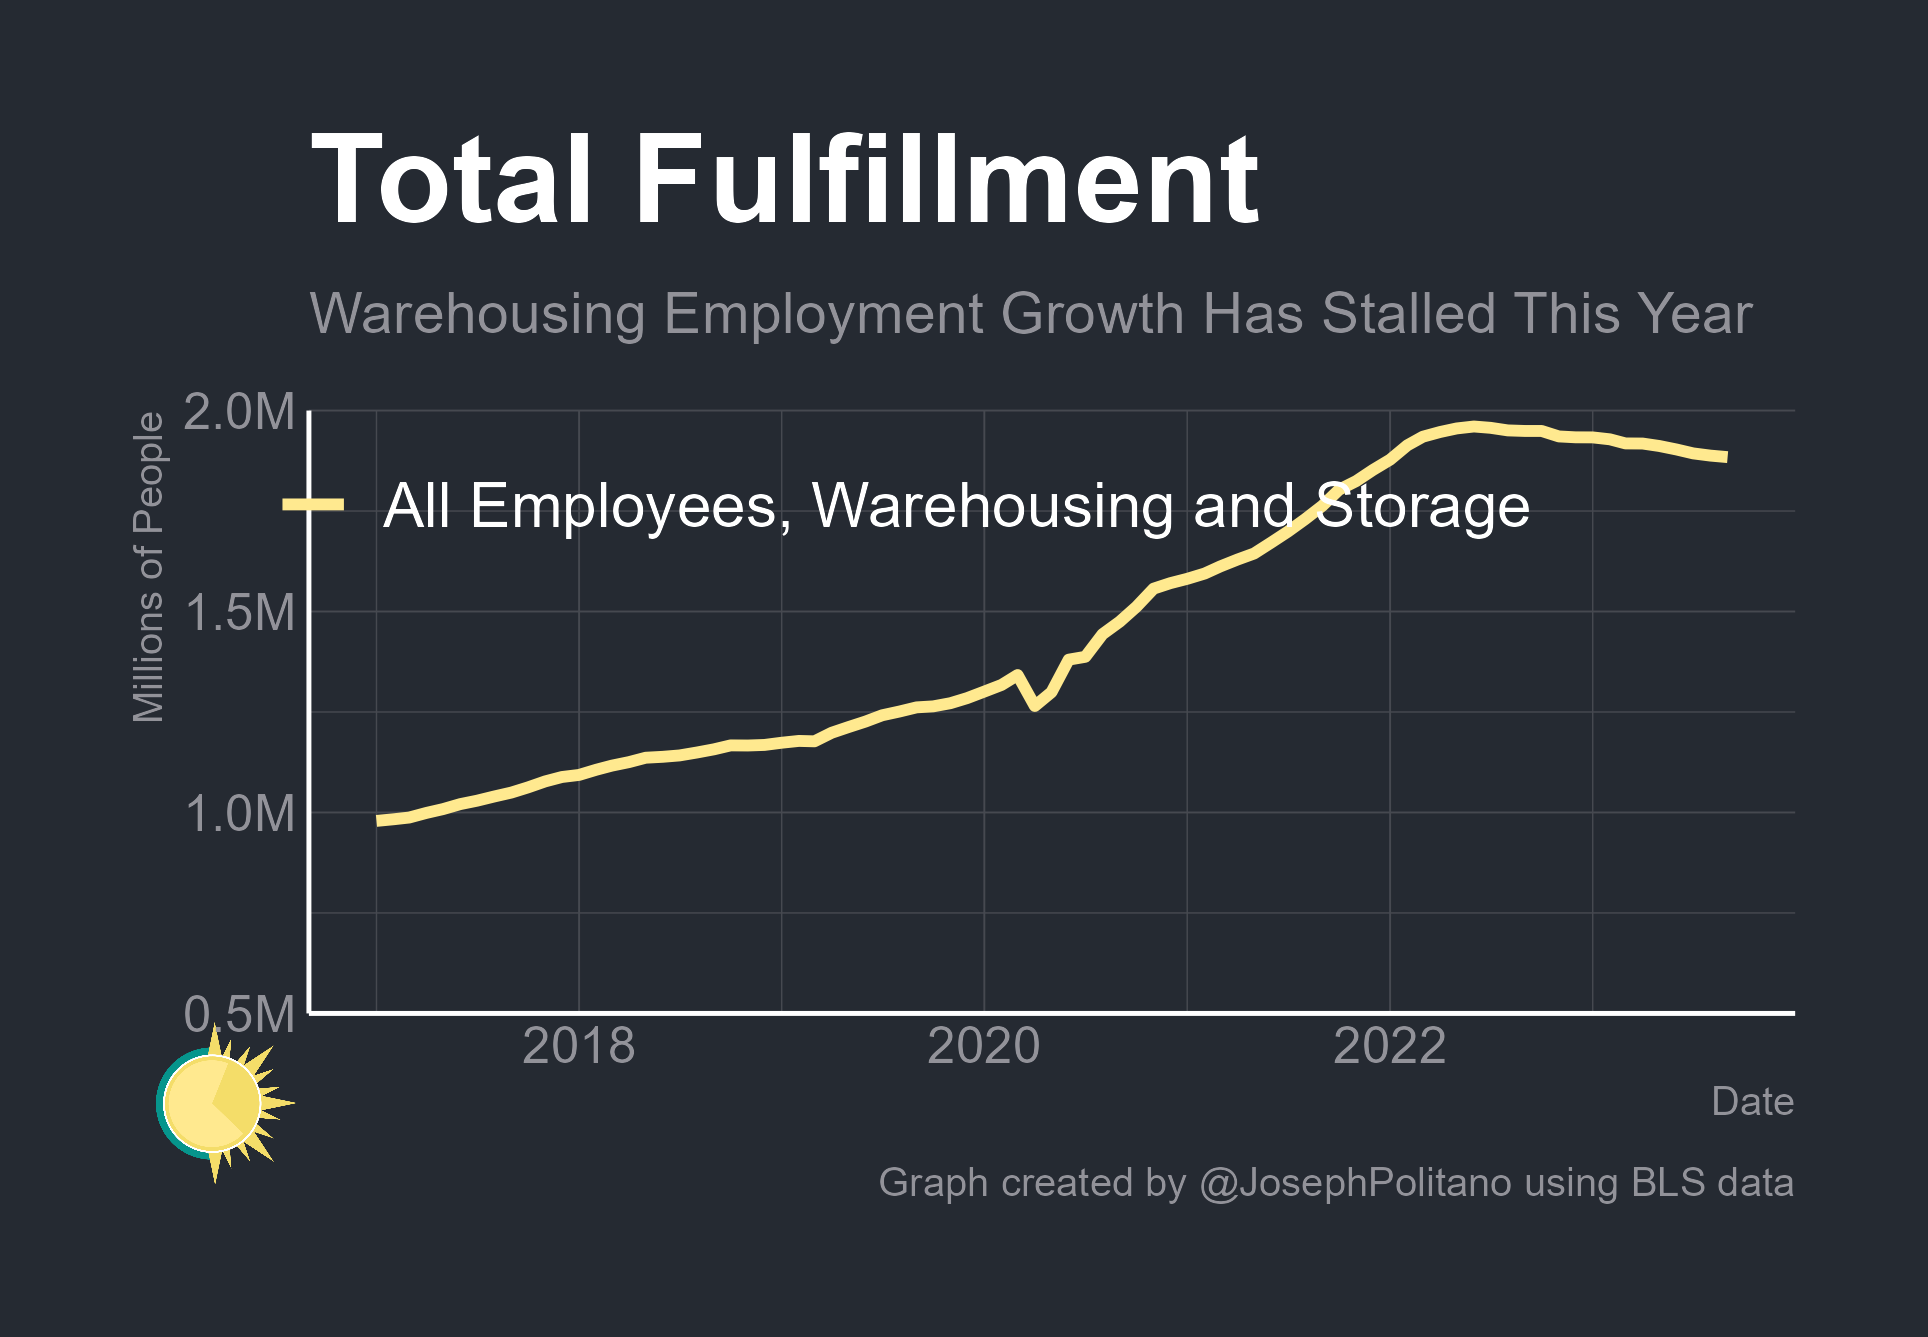 Total Fulfillment
Warehousing Employment Growth Has Stalled This Year
Millions of People
2.0M
All Employees, Warehousing and Storage
1.5M
1.0M
0.5M
2018
2020
2022
Date
Graph created by @JosephPolitano using BLS data